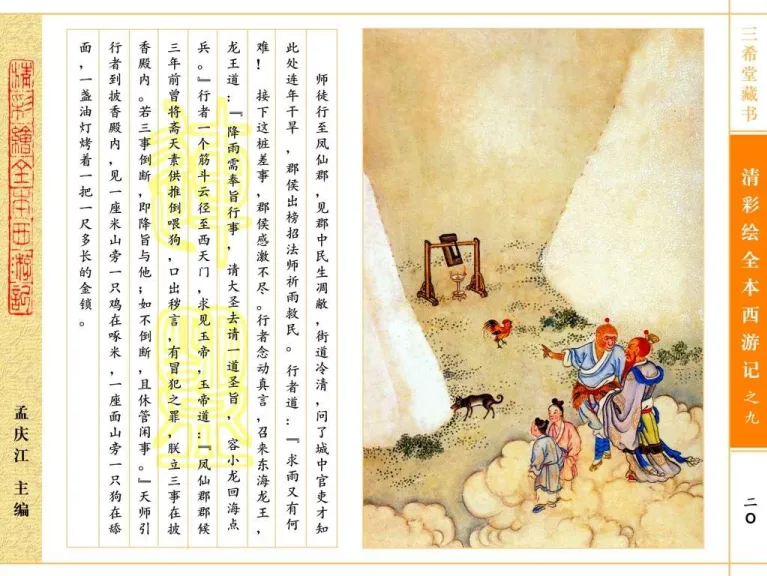 三希堂藏书
清彩绘全本西游记之九
二〇
师徒行至凤仙郡，见郡中民生凋敝，街道冷清，问了城中官吏才知
此处连年干旱，郡侯出榜招法师祈雨救民。行者道：『求雨又有何
难！接下这桩差事，郡侯感激不尽。行者念动真言，召来东海龙王，
龙王道：『降雨需奉旨行事，请大圣去请一道圣旨，容小龙回海点
兵。』行者一个筋斗云径至西天门，求见玉帝，玉帝道：『凤仙郡郡侯
三年前曾将斋天素供推倒喂狗，口出秽言，有冒犯之罪，朕立三事在披
香殿内。若三事倒断，即降旨与他；如不倒断，且休管闲事。』天师引
行者到披香殿内，见一座米山旁一只鸡在啄米，一座面山旁一只狗在舔
面，一盏油灯烤着一把一尺多长的金锁。
清彩繪全本西游記
孟庆江 主编